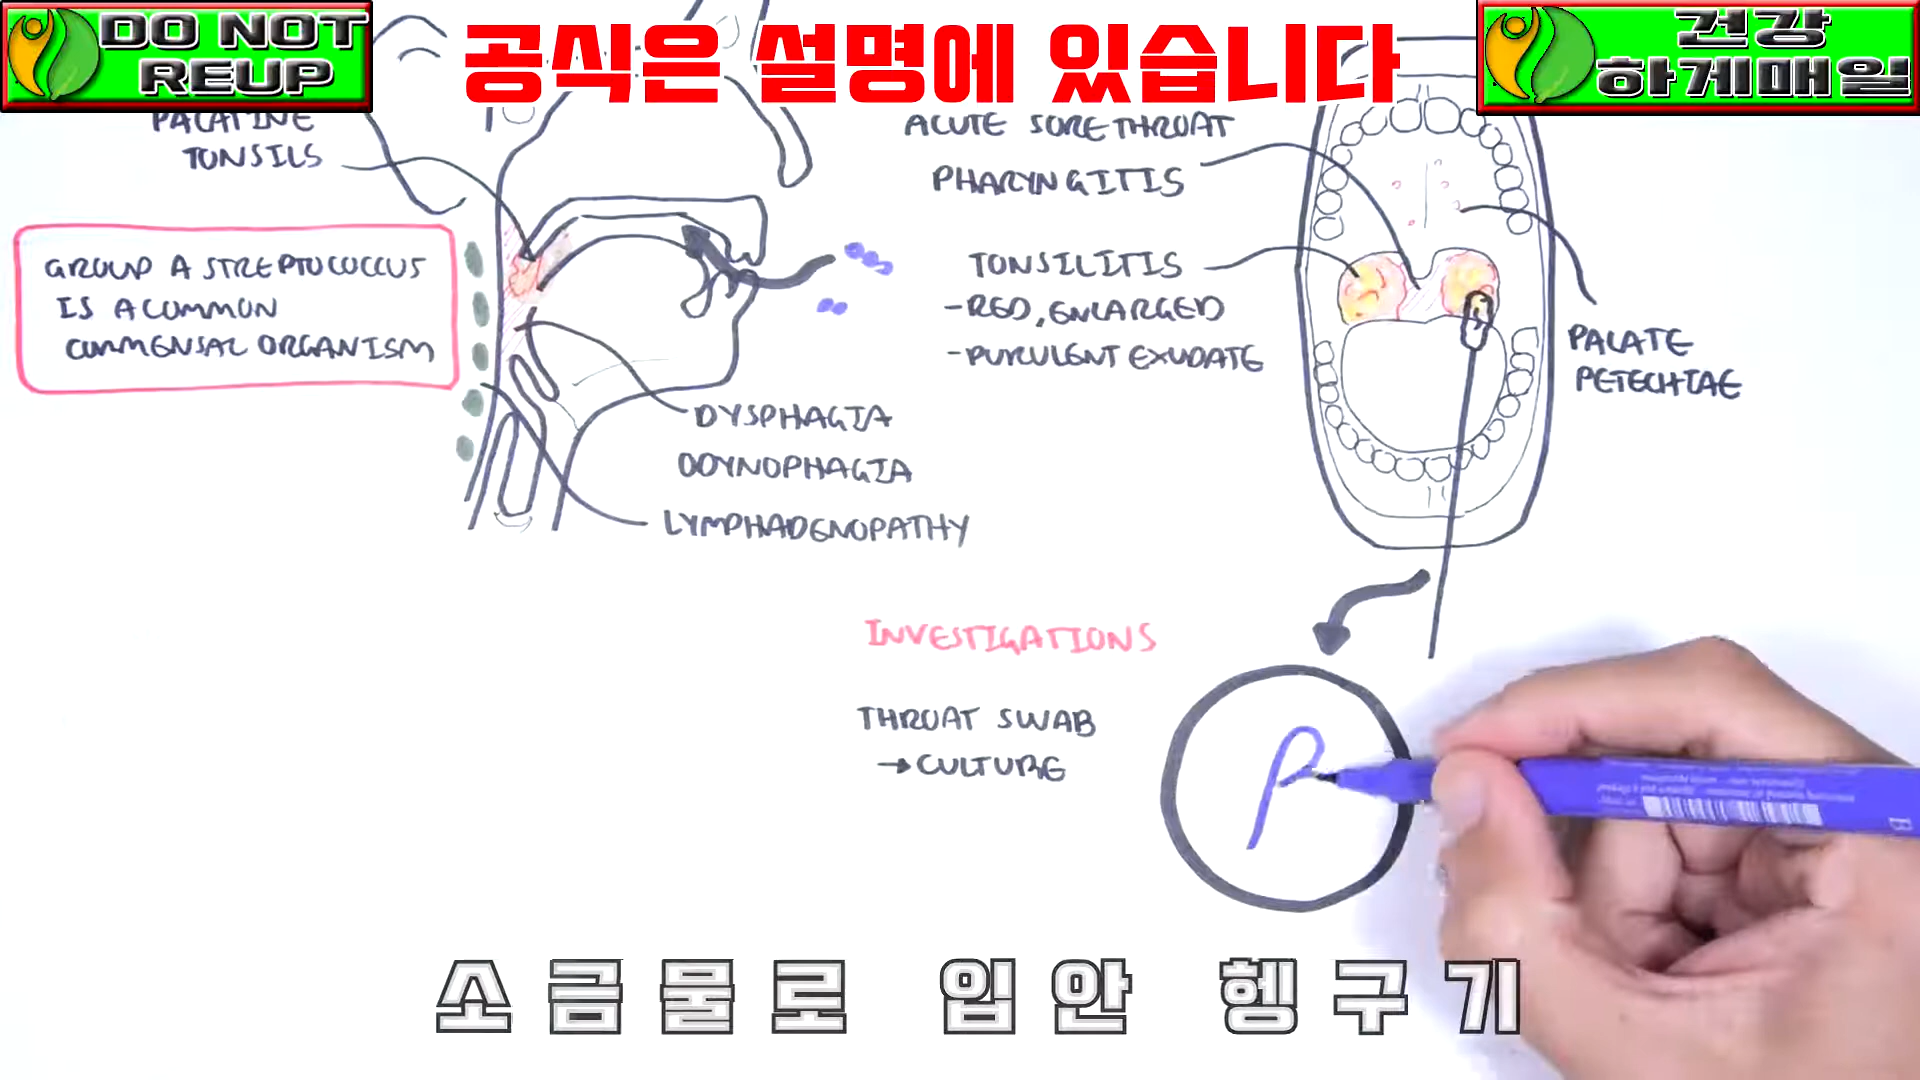 DO NOT
REUP
공식은 설명에 있습니다
건강
하게매일
PALATINE
TONSILS
GROUP A STREPTOCOCCUS
IS A COMMON
COMMENSAL ORGANISM
DYSPHAGIA
ODYNOPHAGIA
LYMPHADENOPATHY
ACUTE SORE THROAT
PHARYNGITIS
TONSILITIS
-RED, ENLARGED
-PURULENT EXUDATE
PALATE
PETECHIAE
INVESTIGATIONS
THROAT SWAB
→CULTURE
β
B
소금물로 입안 헹구기